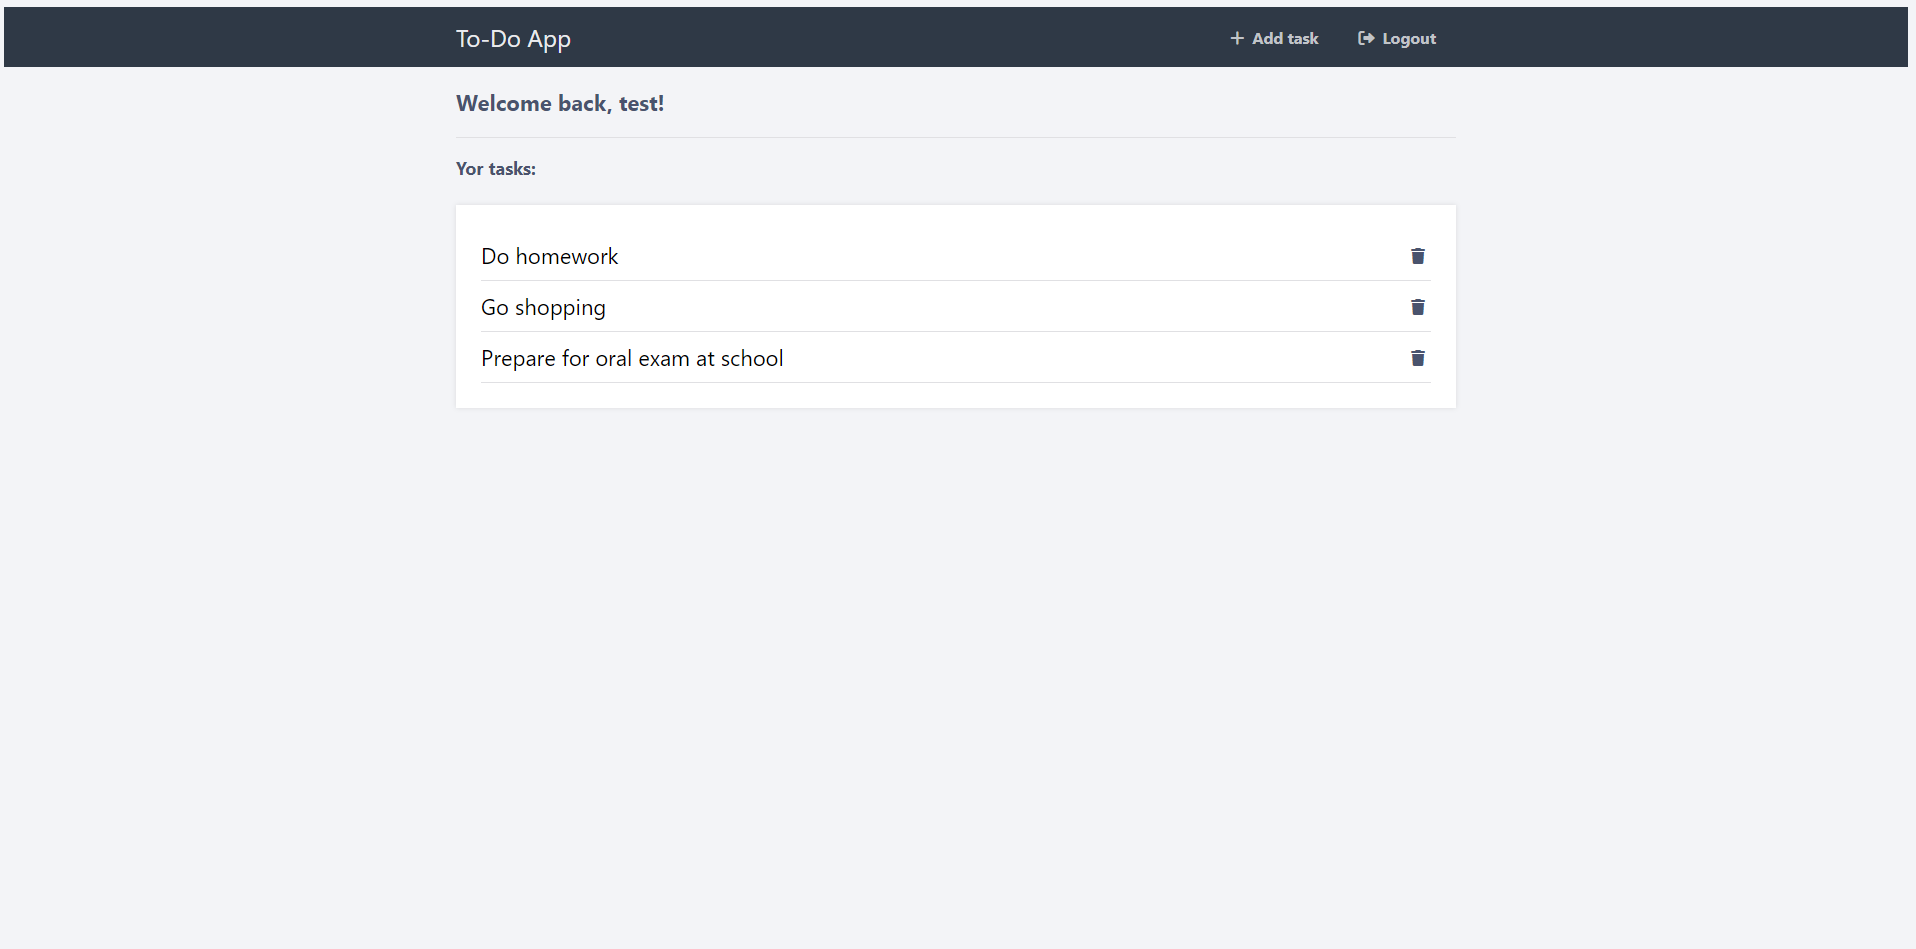 To-Do App
Add task
Logout
Welcome back, test!
Yor tasks:
Do homework
Go shopping
Prepare for oral exam at school